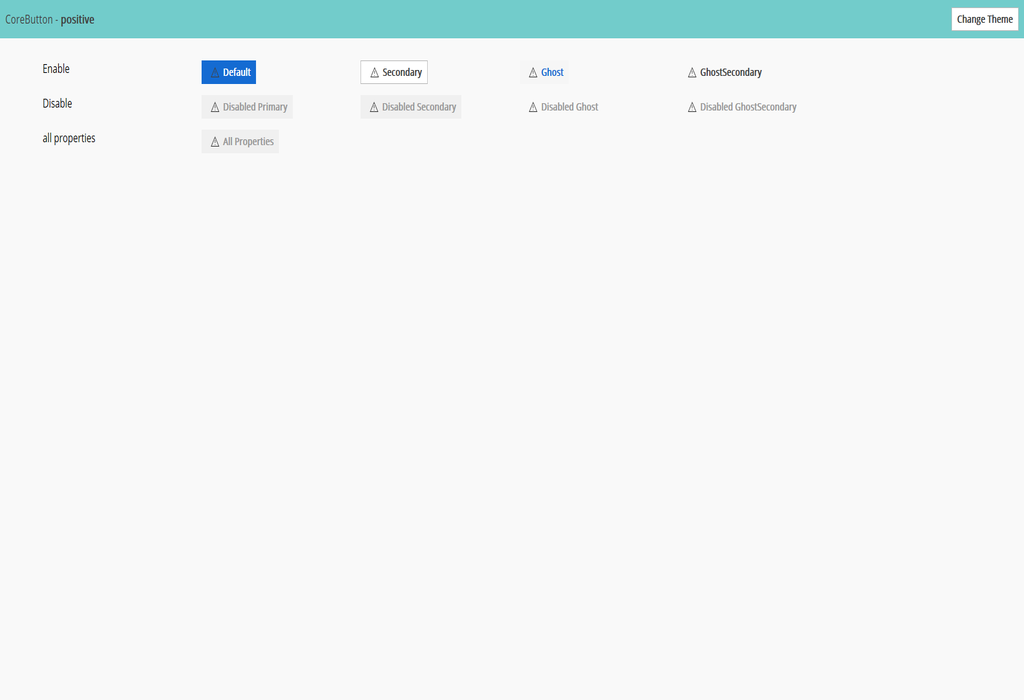 CoreButton - positive
Change Theme
Enable
Default
Secondary
Ghost
GhostSecondary
Disable
Disabled Primary
Disabled Secondary
Disabled Ghost
Disabled GhostSecondary
all properties
All Properties